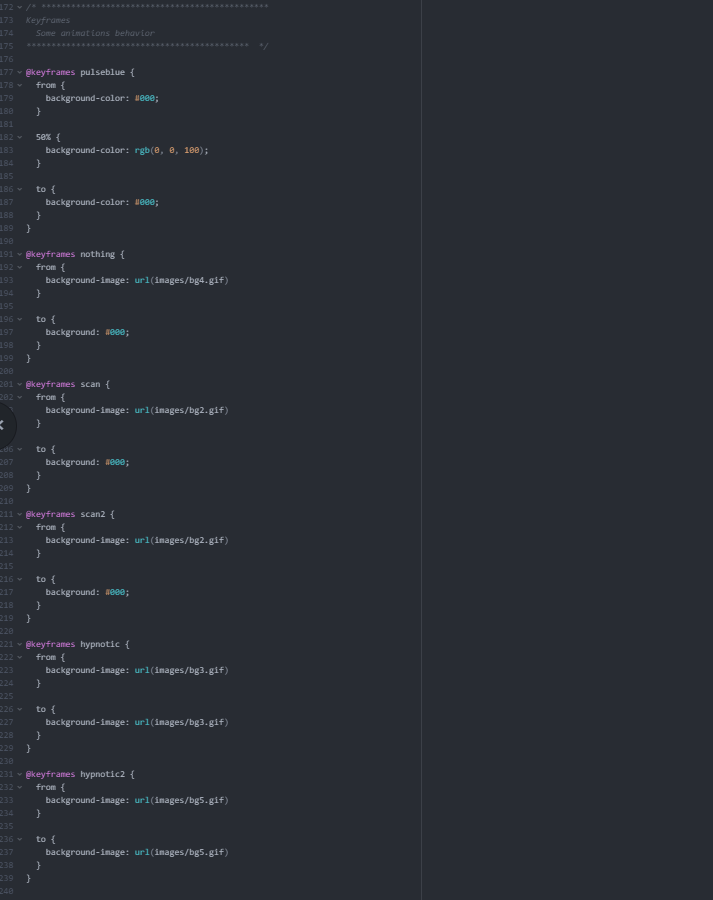 172 /* **********************************************
173 Keyframes
174   Some animations behavior
175 *********************************************  */
176
177 @keyframes pulseblue {
178   from {
179     background-color: #000;
180   }
181
182   50% {
183     background-color: rgb(0, 0, 100);
184   }
185
186   to {
187     background-color: #000;
188   }
189 }
190
191 @keyframes nothing {
192   from {
193     background-image: url(images/bg4.gif)
194   }
195
196   to {
197     background: #000;
198   }
199 }
200
201 @keyframes scan {
202   from {
    background-image: url(images/bg2.gif)
  }

206   to {
207     background: #000;
208   }
209 }
210
211 @keyframes scan2 {
212   from {
213     background-image: url(images/bg2.gif)
214   }
215
216   to {
217     background: #000;
218   }
219 }
220
221 @keyframes hypnotic {
222   from {
223     background-image: url(images/bg3.gif)
224   }
225
226   to {
227     background-image: url(images/bg3.gif)
228   }
229 }
230
231 @keyframes hypnotic2 {
232   from {
233     background-image: url(images/bg5.gif)
234   }
235
236   to {
237     background-image: url(images/bg5.gif)
238   }
239 }
240